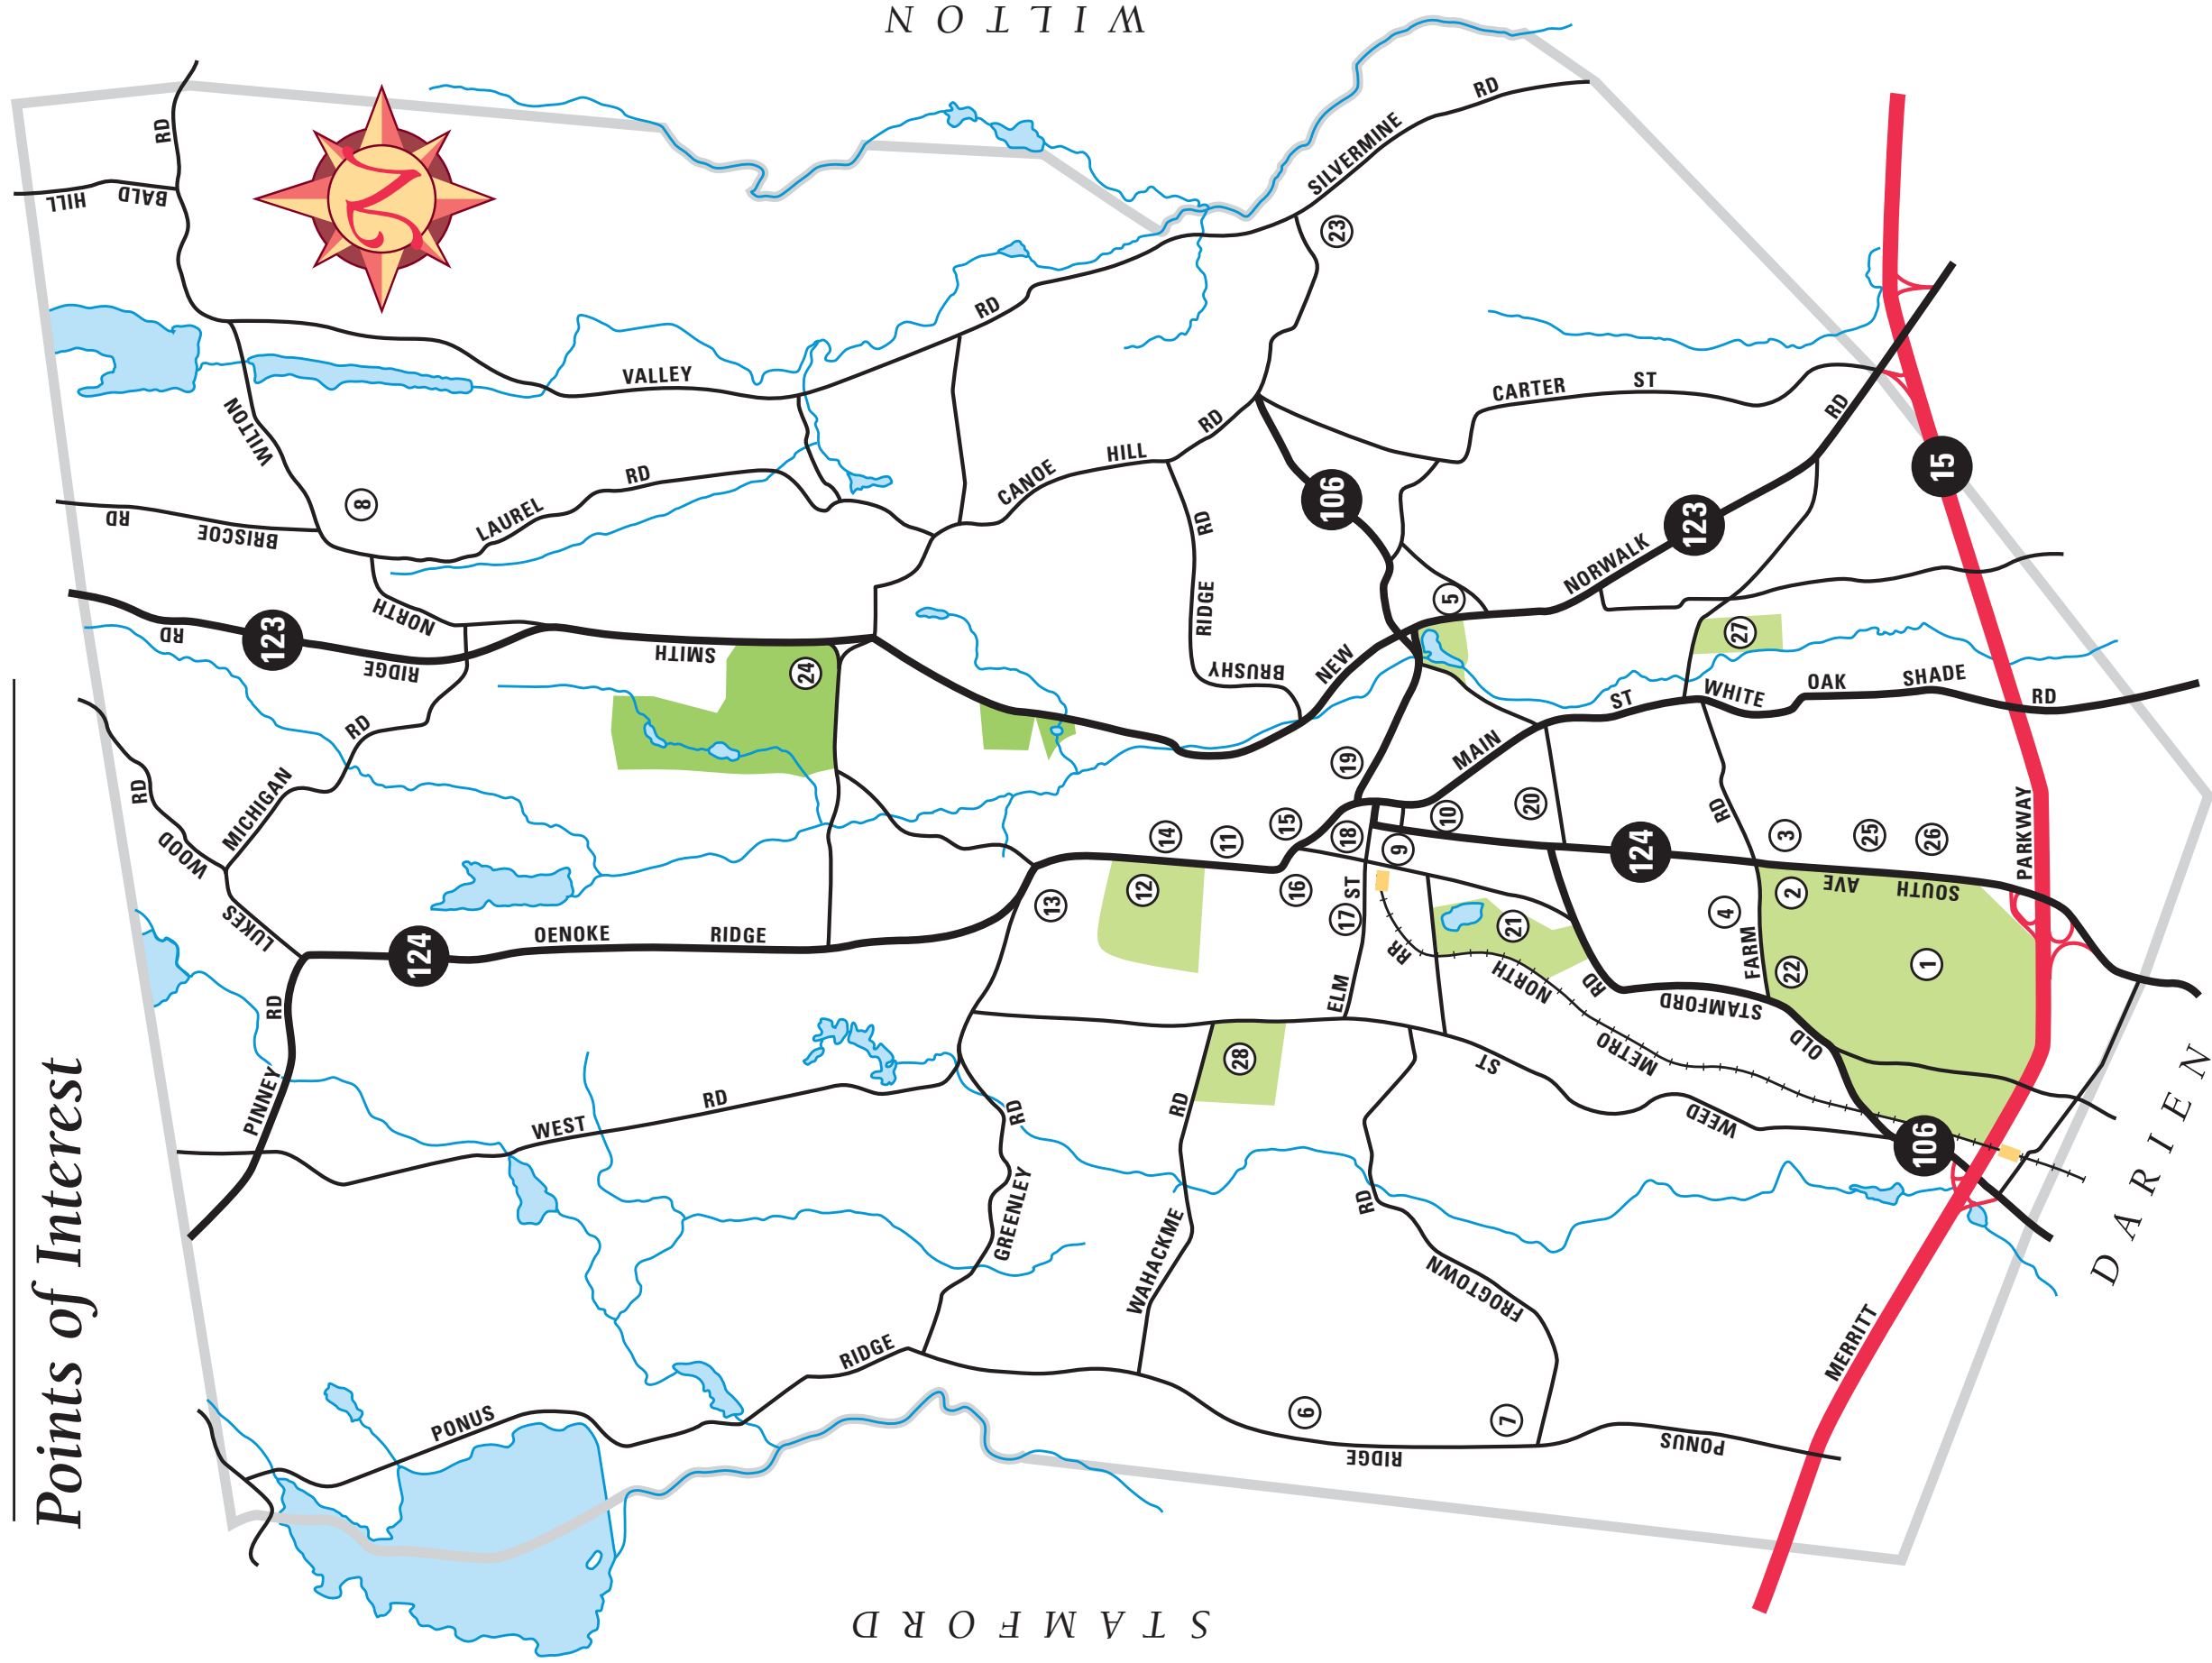 Points of Interest
WILTON
STAMFORD
DARIEN
N
BALD HILL
RD
WILTON
RD
BRISCOE RD
8
LAUREL RD
VALLEY RD
SILVERMINE RD
23
CANOE HILL RD
106
CARTER ST
15
123
NORWALK RD
NEW
5
27
NORTH
123
SMITH RIDGE RD
24
BRUSHY RIDGE RD
MICHIGAN RD
LUKES WOOD RD
124
OENOKE RIDGE
PINNEY RD
WEST RD
GREENLEY RD
WAHACKME RD
FROGTOWN RD
PONUS RIDGE
PONUS RIDGE
6
7
28
13
12
14
11
15
16
17
18
19
9
10
20
21
ELM ST
MAIN ST
WHITE OAK SHADE RD
124
SOUTH AVE
FARM RD
3
25
26
2
4
22
1
OLD STAMFORD RD
METRO NORTH RR
WEED ST
106
MERRITT PARKWAY